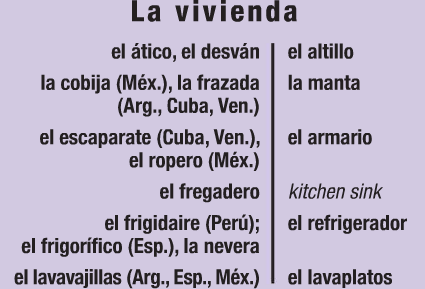 La vivienda
el ático, el desván el altillo
la cobija (Méx.), la frazada la manta
(Arg., Cuba, Ven.)
el escaparate (Cuba, Ven.), el armario
el ropero (Méx.)
el fregadero kitchen sink
el frigidaire (Perú); el refrigerador
el frigorífico (Esp.), la nevera
el lavavajillas (Arg., Esp., Méx.) el lavaplatos